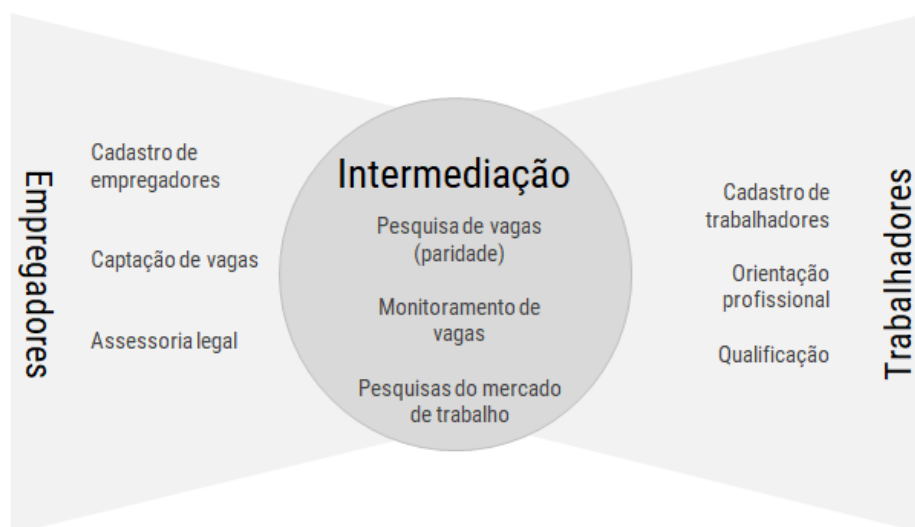 Empregadores
Cadastro de
empregadores
Captação de vagas
Assessoria legal
Intermediação
Pesquisa de vagas
(paridade)
Monitoramento de
vagas
Pesquisas do mercado
de trabalho
Cadastro de
trabalhadores
Orientação
profissional
Qualificação
Trabalhadores